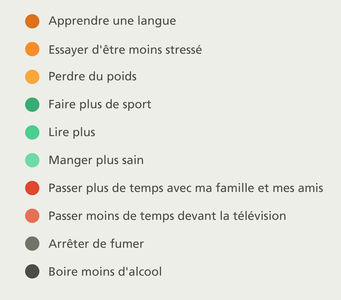 Apprendre une langue
Essayer d'être moins stressé
Perdre du poids
Faire plus de sport
Lire plus
Manger plus sain
Passer plus de temps avec ma famille et mes amis
Passer moins de temps devant la télévision
Arrêter de fumer
Boire moins d'alcool